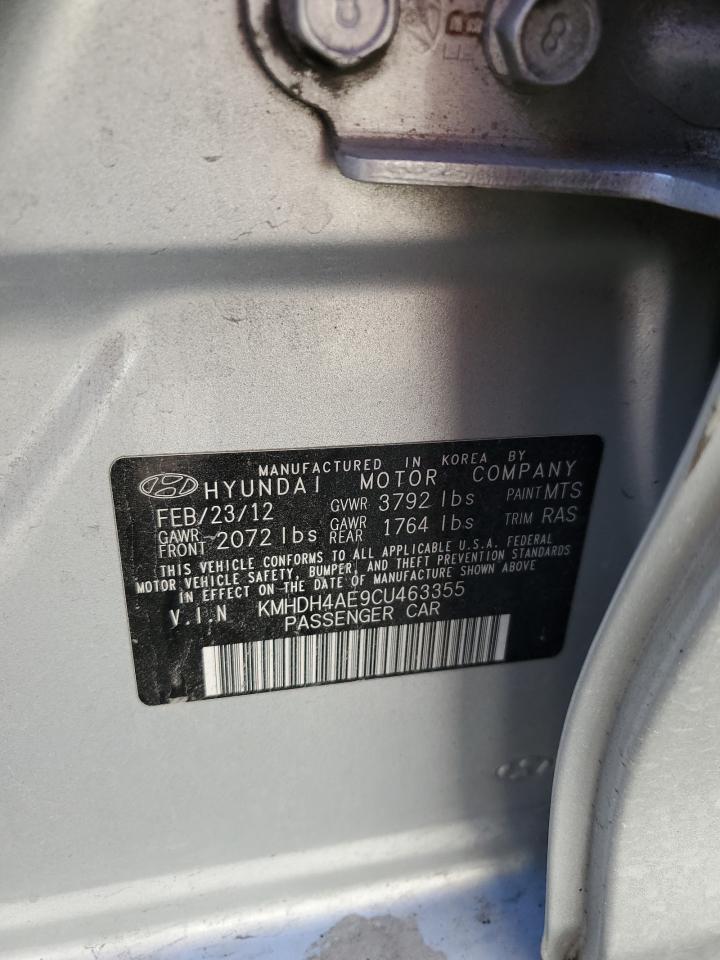 8
B
MANUFACTURED IN KOREA BY
HYUNDAI MOTOR COMPANY
FEB/23/12 GVWR 3792 lbs PAINT MTS
GAWR FRONT 2072 lbs GAWR REAR 1764 lbs TRIM RAS
THIS VEHICLE CONFORMS TO ALL APPLICABLE U.S.A. FEDERAL
MOTOR VEHICLE SAFETY, BUMPER, AND THEFT PREVENTION STANDARDS
IN EFFECT ON THE DATE OF MANUFACTURE SHOWN ABOVE
V.I.N KMHDH4AE9CU463355
PASSENGER CAR